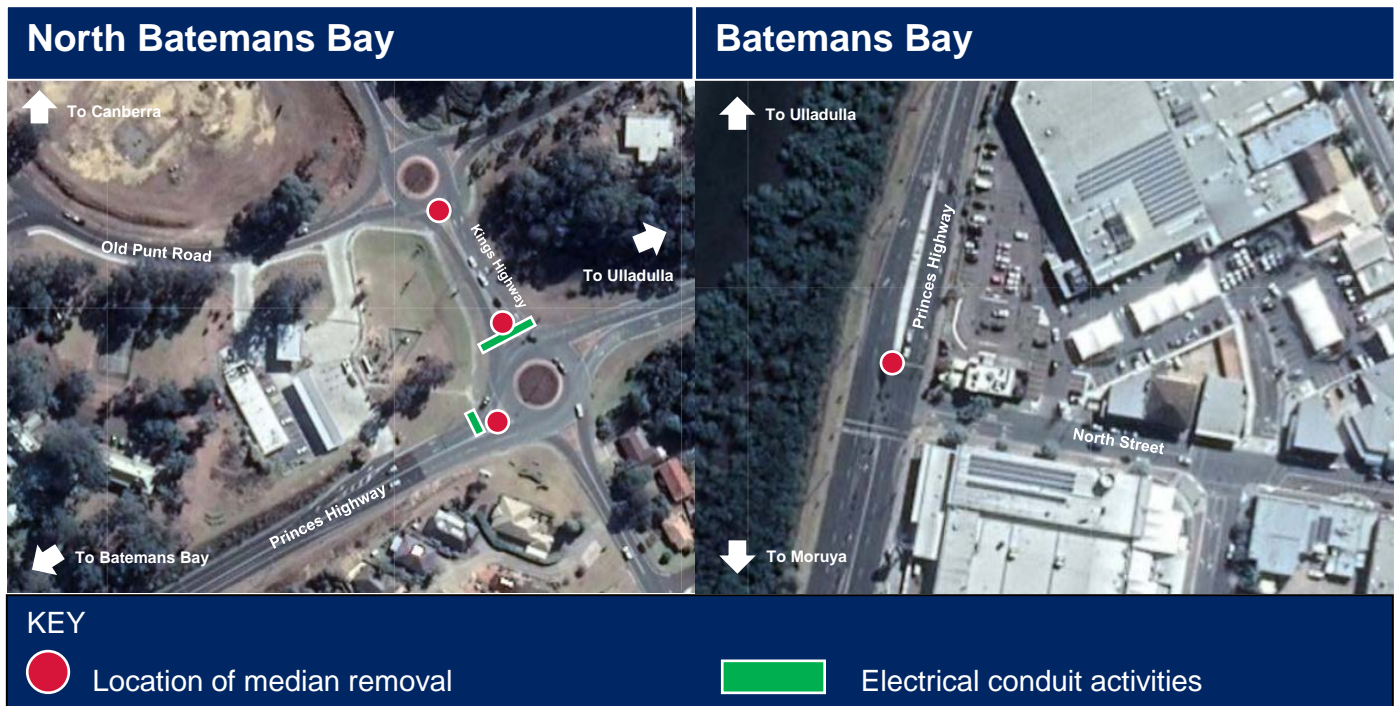 North Batemans Bay
To Canberra
Old Punt Road
Kings Highway
To Ulladulla
Princes Highway
To Batemans Bay
Batemans Bay
To Ulladulla
Princes Highway
North Street
To Moruya
KEY
Location of median removal
Electrical conduit activities